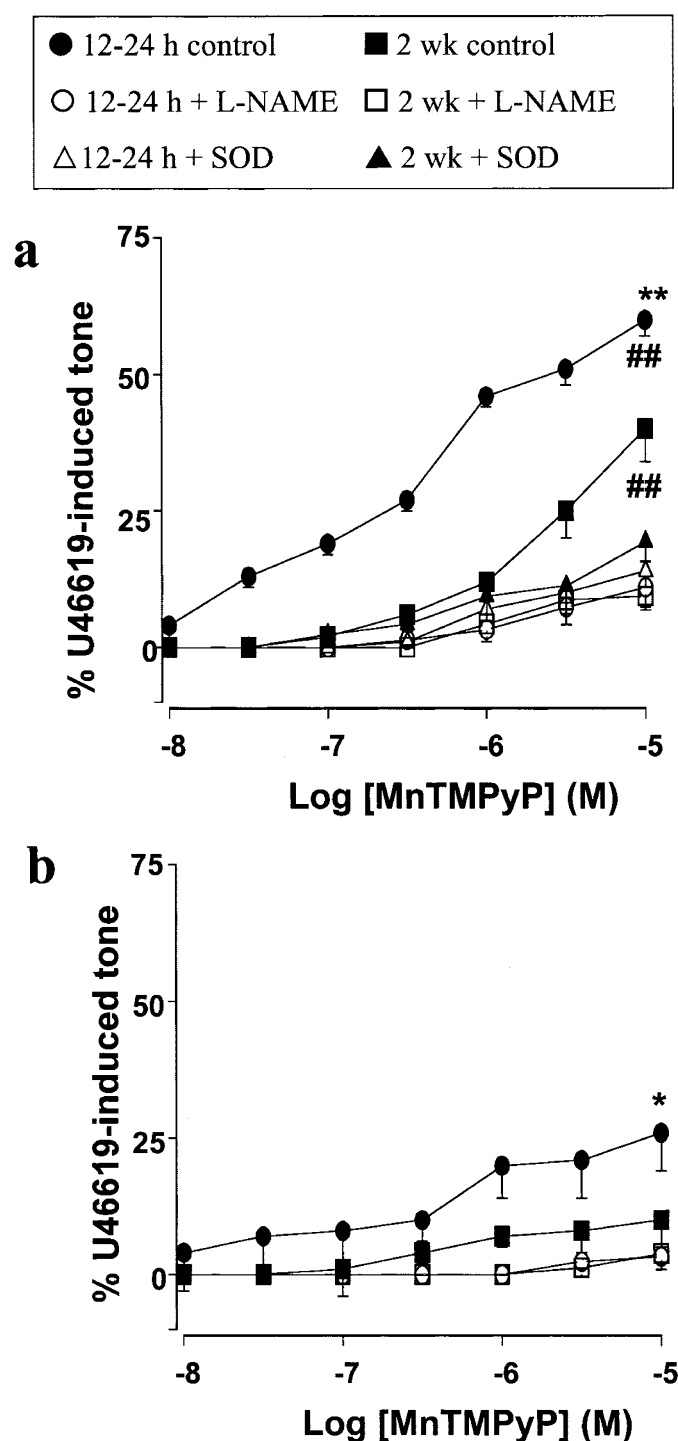 12-24 h control
2 wk control
12-24 h + L-NAME
2 wk + L-NAME
12-24 h + SOD
2 wk + SOD
a
% U46619-induced tone
75
50
25
0
**
##
##
-8
-7
-6
-5
Log [MnTMPyP] (M)
b
% U46619-induced tone
75
50
25
0
*
-8
-7
-6
-5
Log [MnTMPyP] (M)